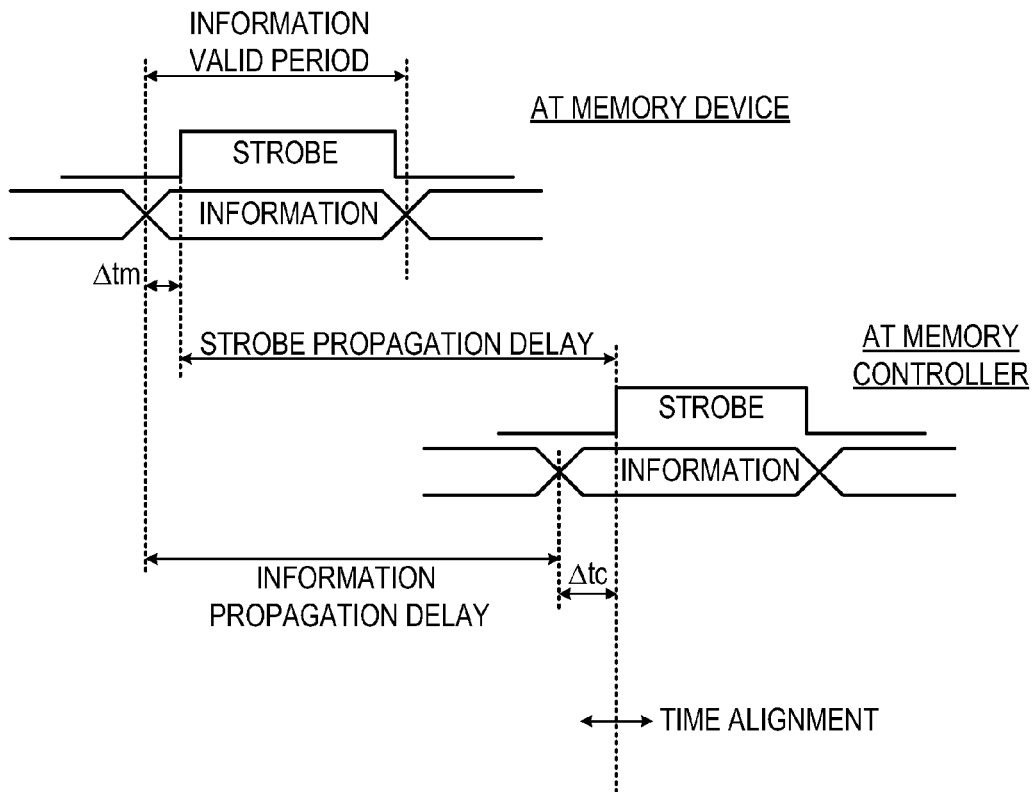 INFORMATION
VALID PERIOD
AT MEMORY DEVICE
STROBE
INFORMATION
Δtm
STROBE PROPAGATION DELAY
AT MEMORY
CONTROLLER
STROBE
INFORMATION
INFORMATION
PROPAGATION DELAY
Δtc
TIME ALIGNMENT